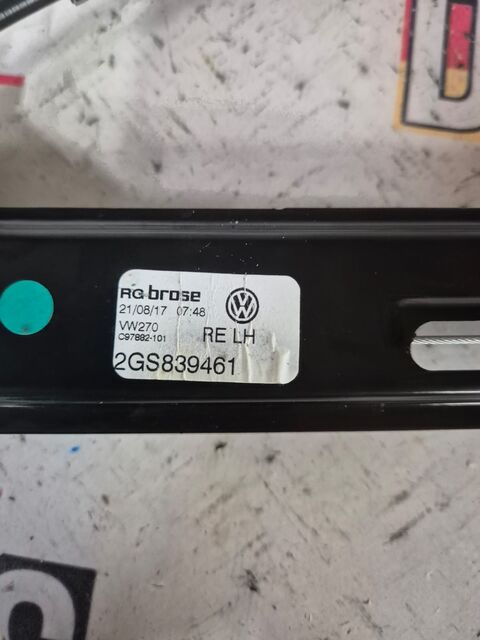 RG brose
21/08/17 07:48
VW270
C97882-101
RE LH
2GS839461